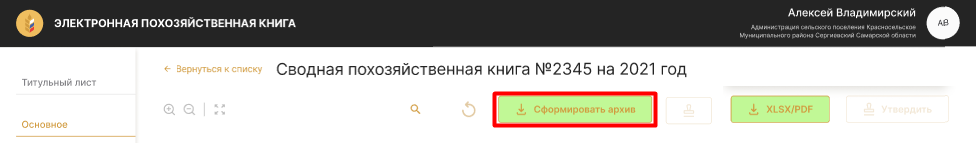 ЭЛЕКТРОННАЯ ПОХОЗЯЙСТВЕННАЯ КНИГА
Алексей Владимирский
Администрация сельского поселения Красносельское
Муниципального района Сергиевский Самарской области
АВ
Титульный лист
← Вернуться к списку
Сводная похозяйственная книга №2345 на 2021 год
Основное
Сформировать архив
XLSX/PDF
Утвердить